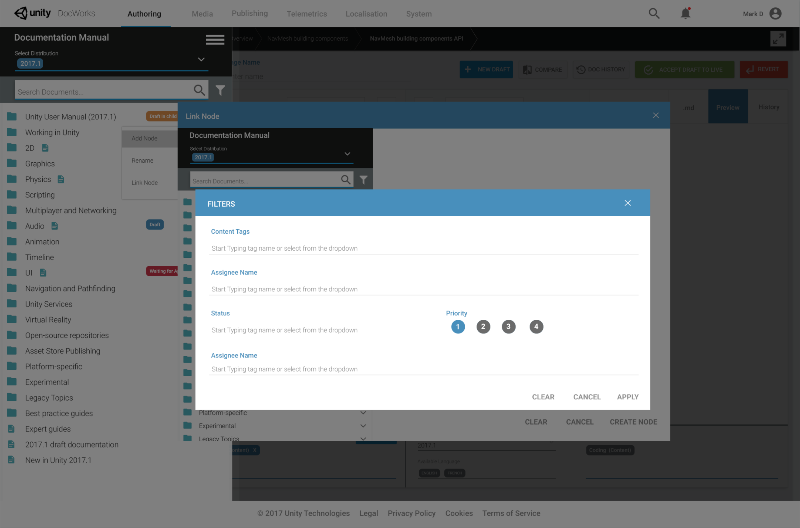 unity DocWorks
Authoring
Media
Publishing
Telemetrics
Localisation
System
Mark D
Documentation Manual
Select Distribution
2017.1
Search Documents...
NavMesh building components
NavMesh building components API
NEW DRAFT
COMPARE
DOC HISTORY
ACCEPT DRAFT TO LIVE
REVERT
Preview
History
Unity User Manual (2017.1)
Working in Unity
2D
Graphics
Physics
Scripting
Multiplayer and Networking
Audio
Draft
Animation
Timeline
UI
Navigation and Pathfinding
Unity Services
Virtual Reality
Open-source repositories
Asset Store Publishing
Platform-specific
Experimental
Legacy Topics
Best practice guides
Expert guides
2017.1 draft documentation
New in Unity 2017.1
Add Node
Rename
Link Node
Link Node
Documentation Manual
Select Distribution
2017.1
Search Documents...
FILTERS
Content Tags
Start Typing tag name or select from the dropdown
Assignee Name
Start Typing tag name or select from the dropdown
Status
Start Typing tag name or select from the dropdown
Priority
1 2 3 4
Assignee Name
Start Typing tag name or select from the dropdown
CLEAR CANCEL APPLY
Platform-specific
Experimental
Legacy Topics
CLEAR CANCEL CREATE NODE
2017.1
© 2017 Unity Technologies Legal Privacy Policy Cookies Terms of Service